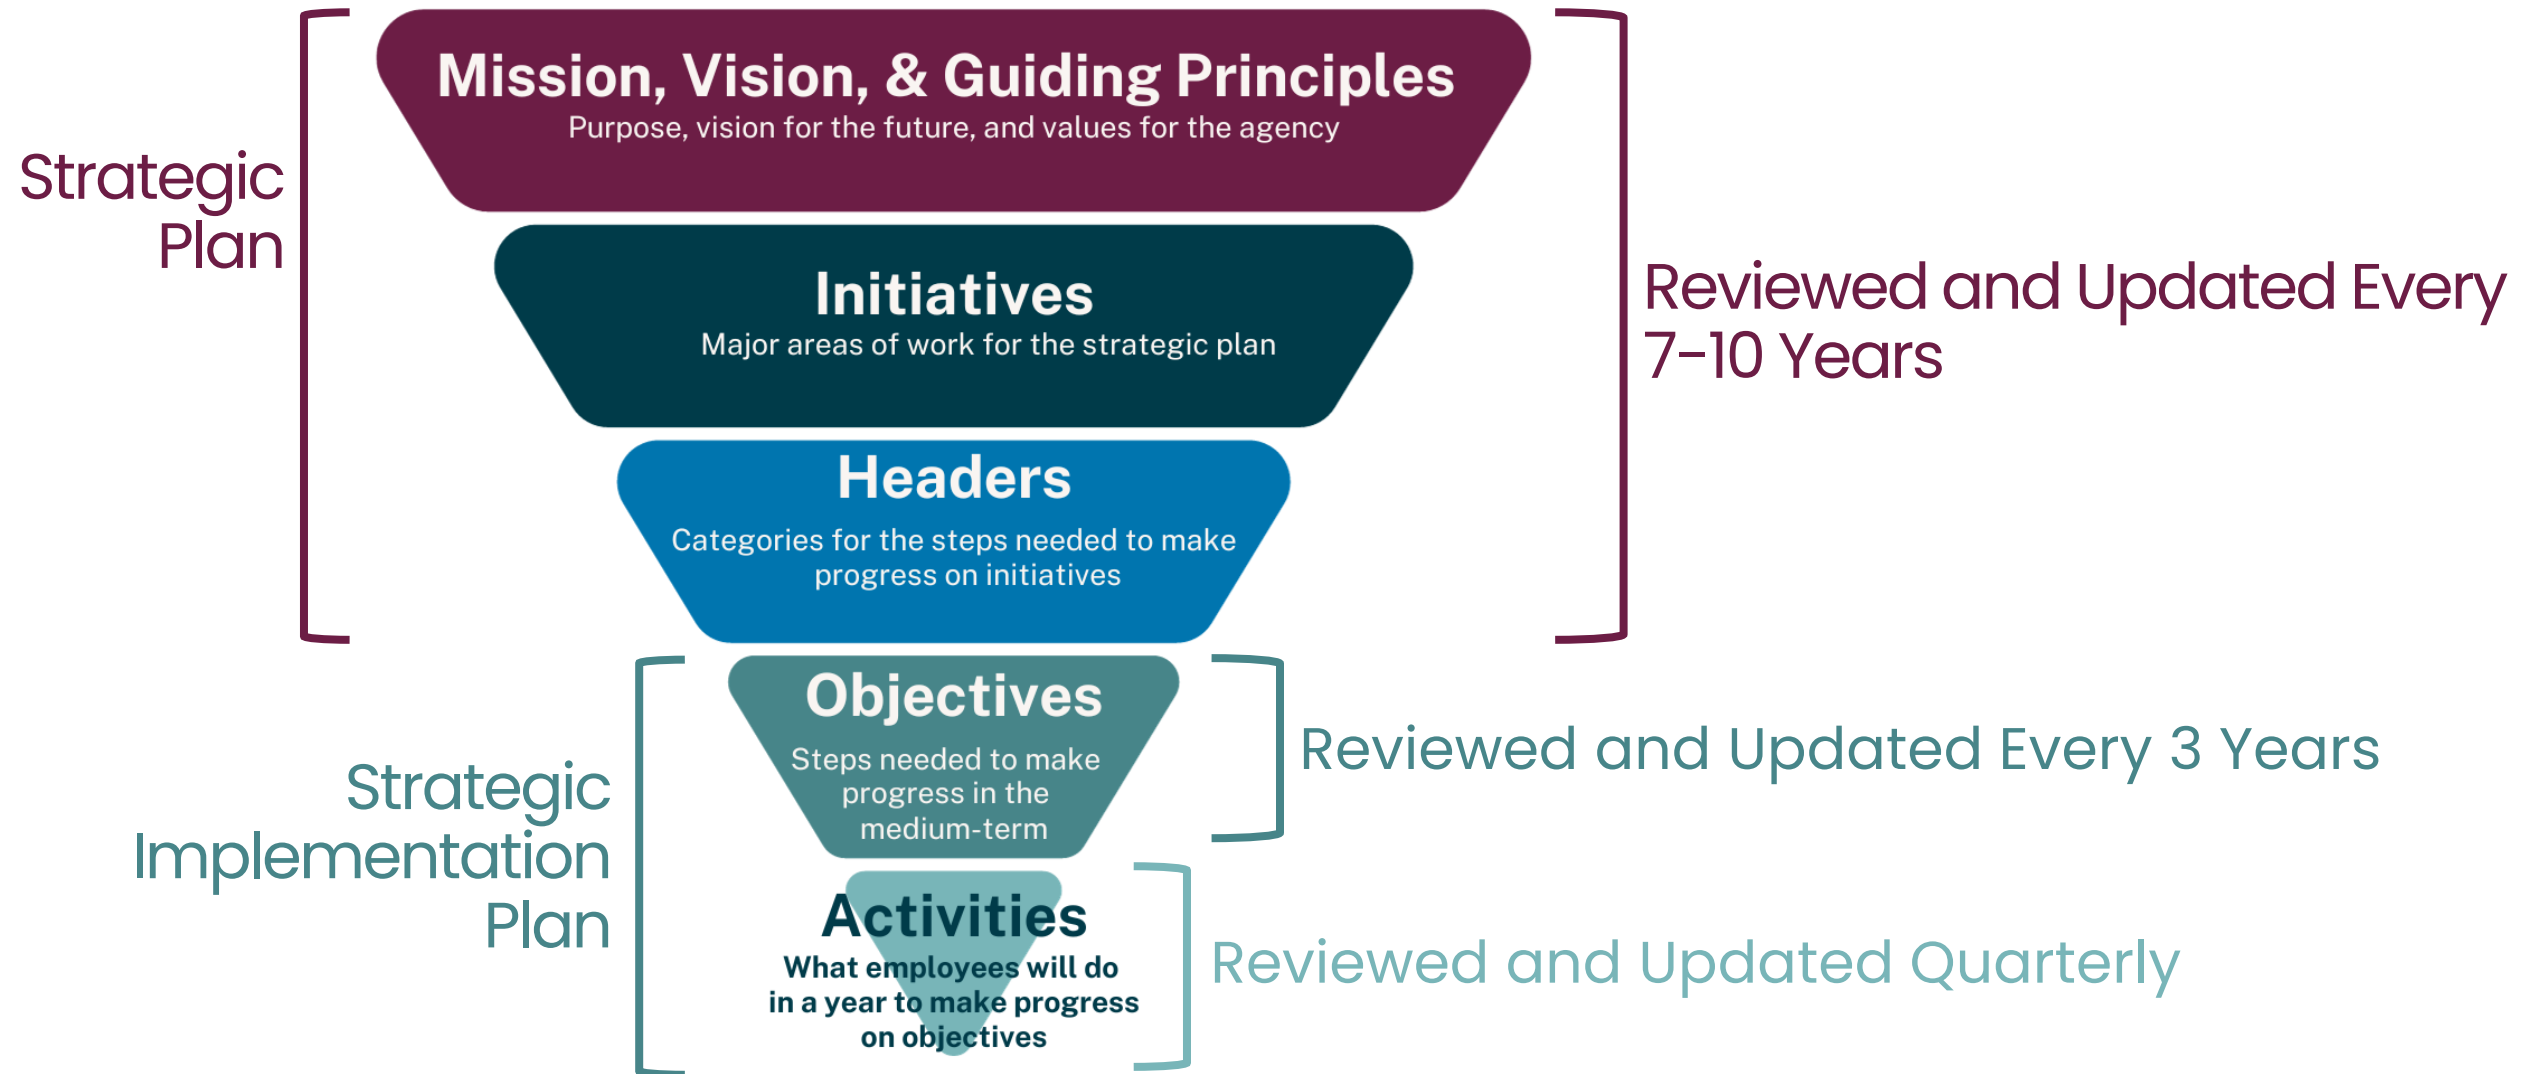 Strategic
Plan
Mission, Vision, & Guiding Principles
Purpose, vision for the future, and values for the agency
Initiatives
Major areas of work for the strategic plan
Headers
Categories for the steps needed to make
progress on initiatives
Reviewed and Updated Every
7-10 Years
Strategic
Implementation
Plan
Objectives
Steps needed to make
progress in the
medium-term
Reviewed and Updated Every 3 Years
Activities
What employees will do
in a year to make progress
on objectives
Reviewed and Updated Quarterly